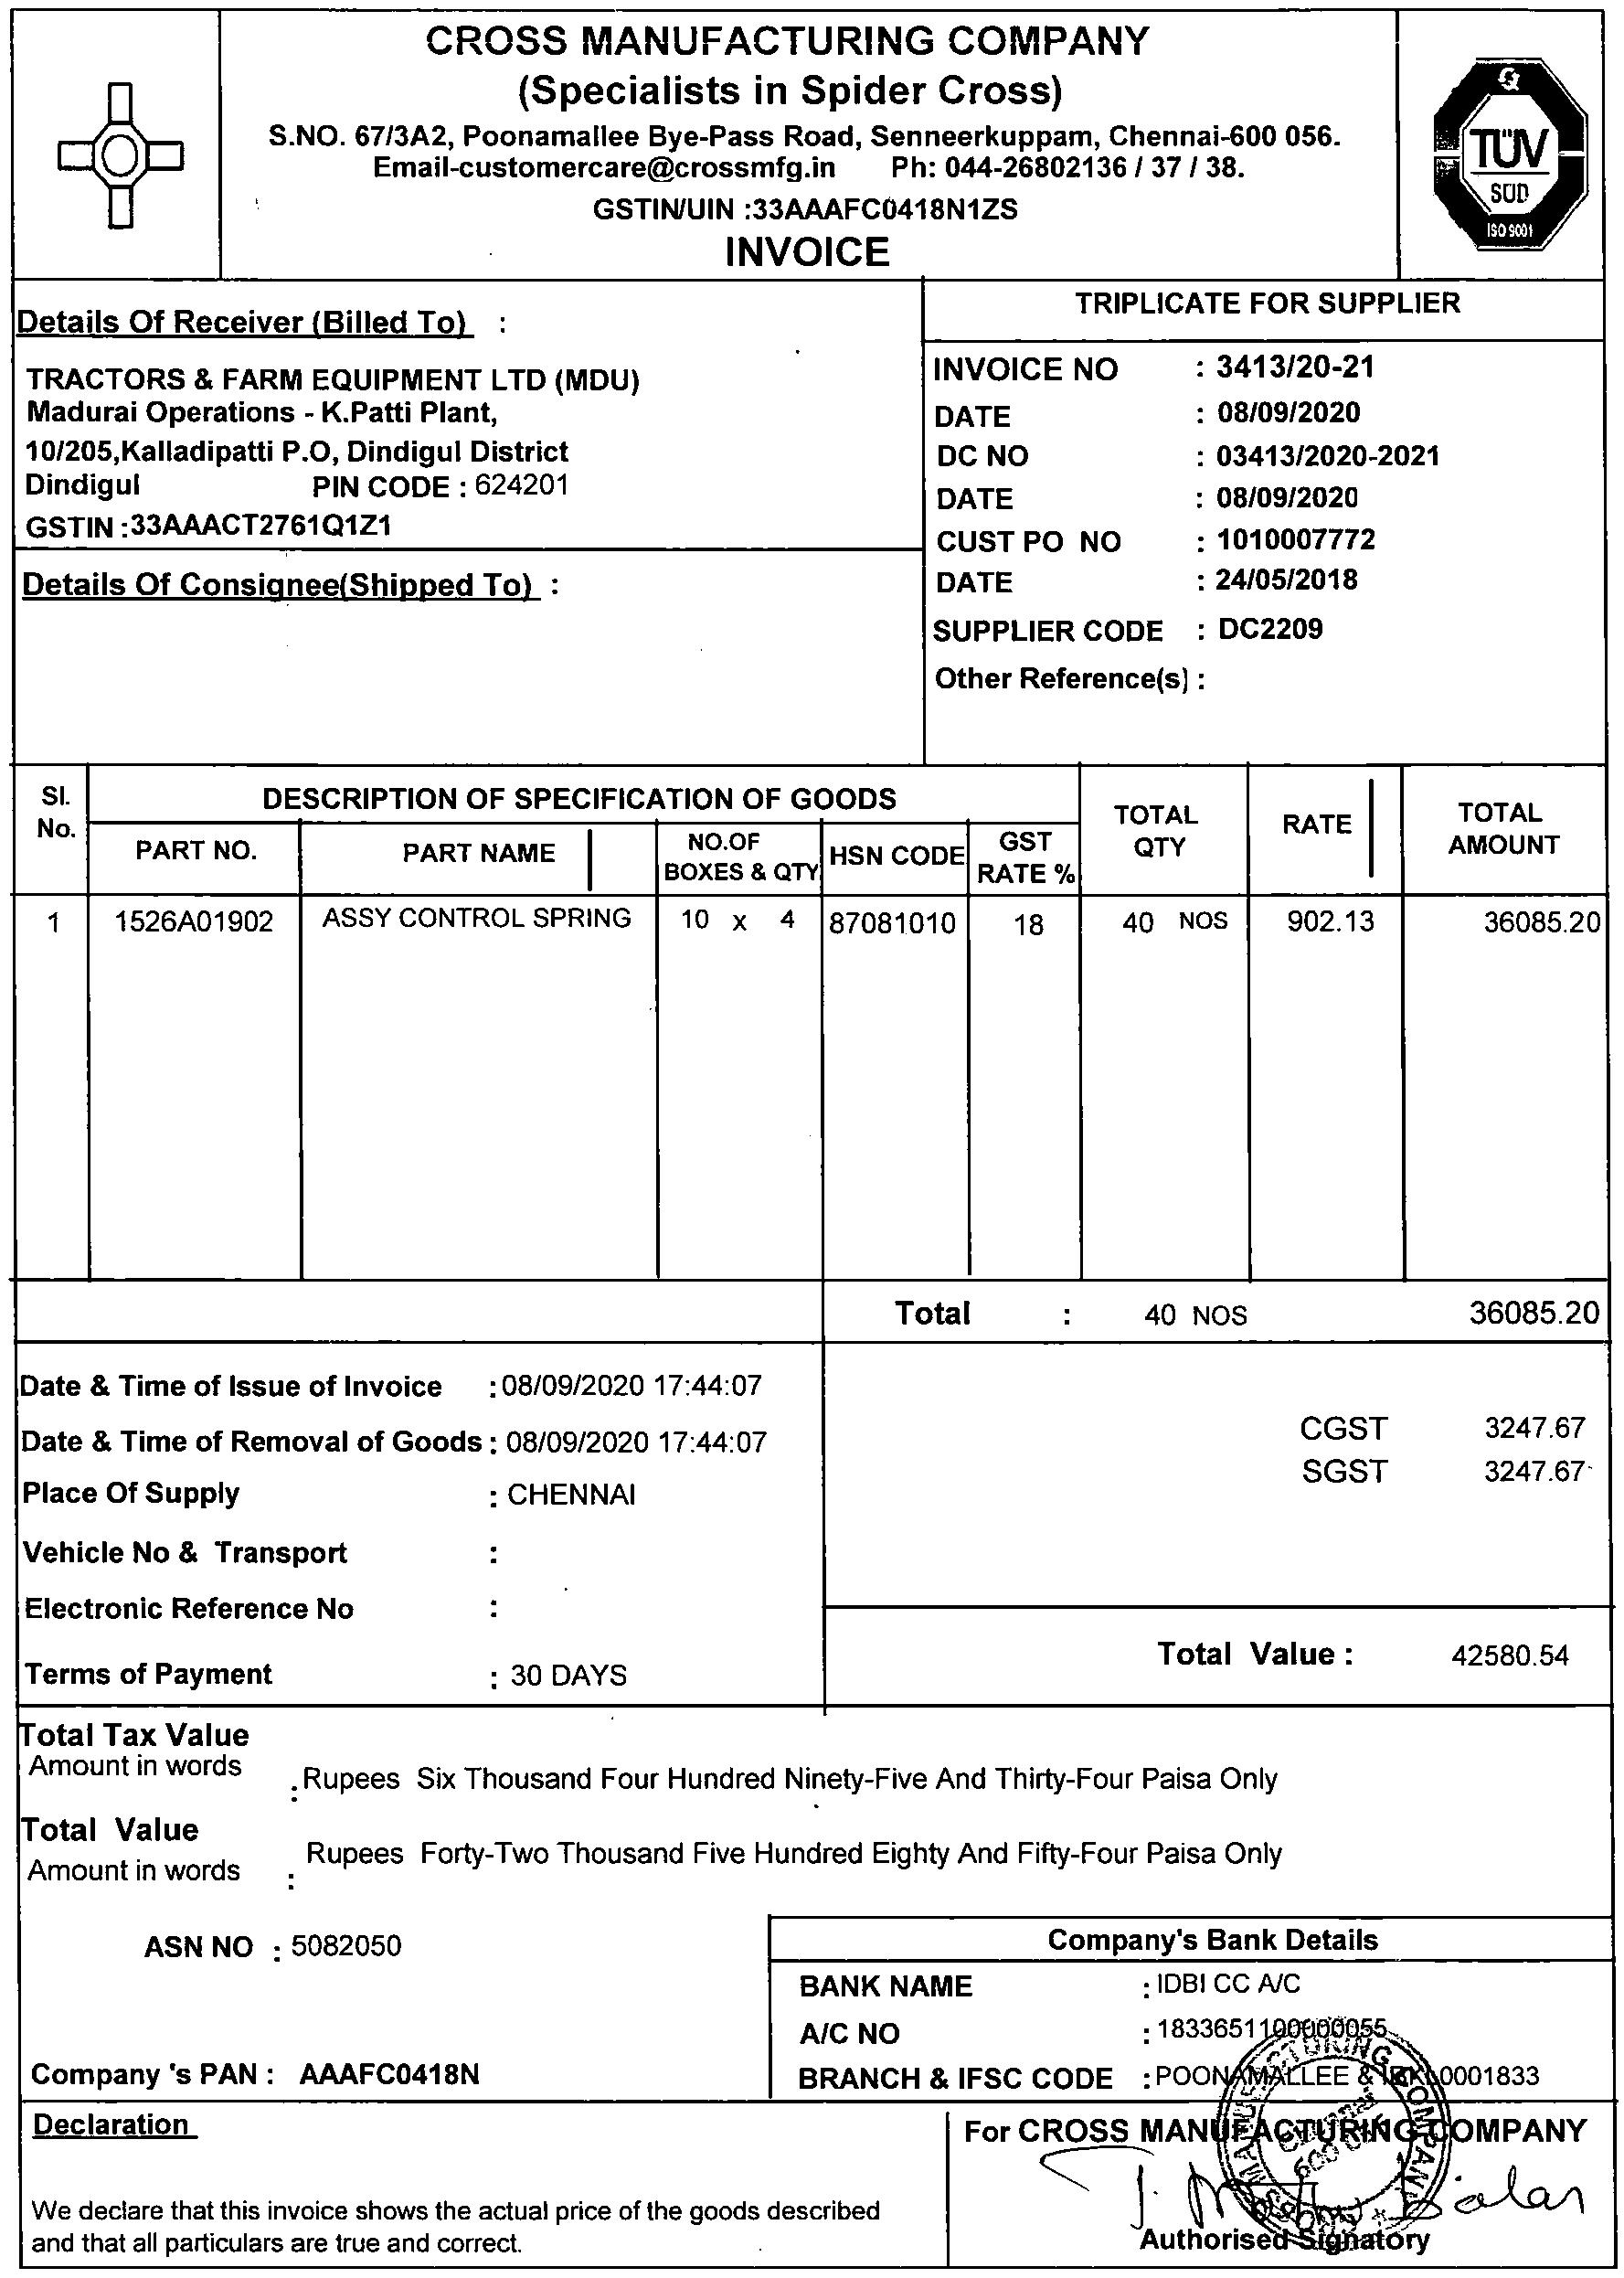 CROSS MANUFACTURING COMPANY
(Specialists in Spider Cross)
S.NO. 67/3A2, Poonamallee Bye-Pass Road, Senneerkuppam, Chennai-600 056.
Email-customercare@crossmfg.in Ph: 044-26802136 / 37 / 38.
GSTIN/UIN :33AAAFC0418N1ZS
INVOICE
TÜV
SÜD
ISO 9001
Details Of Receiver (Billed To) :
TRACTORS & FARM EQUIPMENT LTD (MDU)
Madurai Operations - K.Patti Plant,
10/205,Kalladipatti P.O, Dindigul District
Dindigul PIN CODE : 624201
GSTIN :33AAACT2761Q1Z1
Details Of Consignee(Shipped To) :
TRIPLICATE FOR SUPPLIER
INVOICE NO : 3413/20-21
DATE : 08/09/2020
DC NO : 03413/2020-2021
DATE : 08/09/2020
CUST PO NO : 1010007772
DATE : 24/05/2018
SUPPLIER CODE : DC2209
Other Reference(s) :
Sl. No. DESCRIPTION OF SPECIFICATION OF GOODS TOTAL QTY RATE TOTAL AMOUNT
PART NO. PART NAME NO.OF BOXES & QTY HSN CODE GST RATE %
1 1526A01902 ASSY CONTROL SPRING 10 x 4 87081010 18 40 NOS 902.13 36085.20
Total : 40 NOS 36085.20
Date & Time of Issue of Invoice : 08/09/2020 17:44:07
Date & Time of Removal of Goods : 08/09/2020 17:44:07
Place Of Supply : CHENNAI
Vehicle No & Transport :
Electronic Reference No :
Terms of Payment : 30 DAYS
CGST 3247.67
SGST 3247.67
Total Value : 42580.54
Total Tax Value
Amount in words : Rupees Six Thousand Four Hundred Ninety-Five And Thirty-Four Paisa Only
Total Value
Amount in words : Rupees Forty-Two Thousand Five Hundred Eighty And Fifty-Four Paisa Only
ASN NO : 5082050
Company 's PAN : AAAFC0418N
Company's Bank Details
BANK NAME : IDBI CC A/C
A/C NO : 1833651100000055
BRANCH & IFSC CODE : POONAMALLEE & IBKL0001833
Declaration
We declare that this invoice shows the actual price of the goods described
and that all particulars are true and correct.
For CROSS MANUFACTURING COMPANY
Authorised Signatory